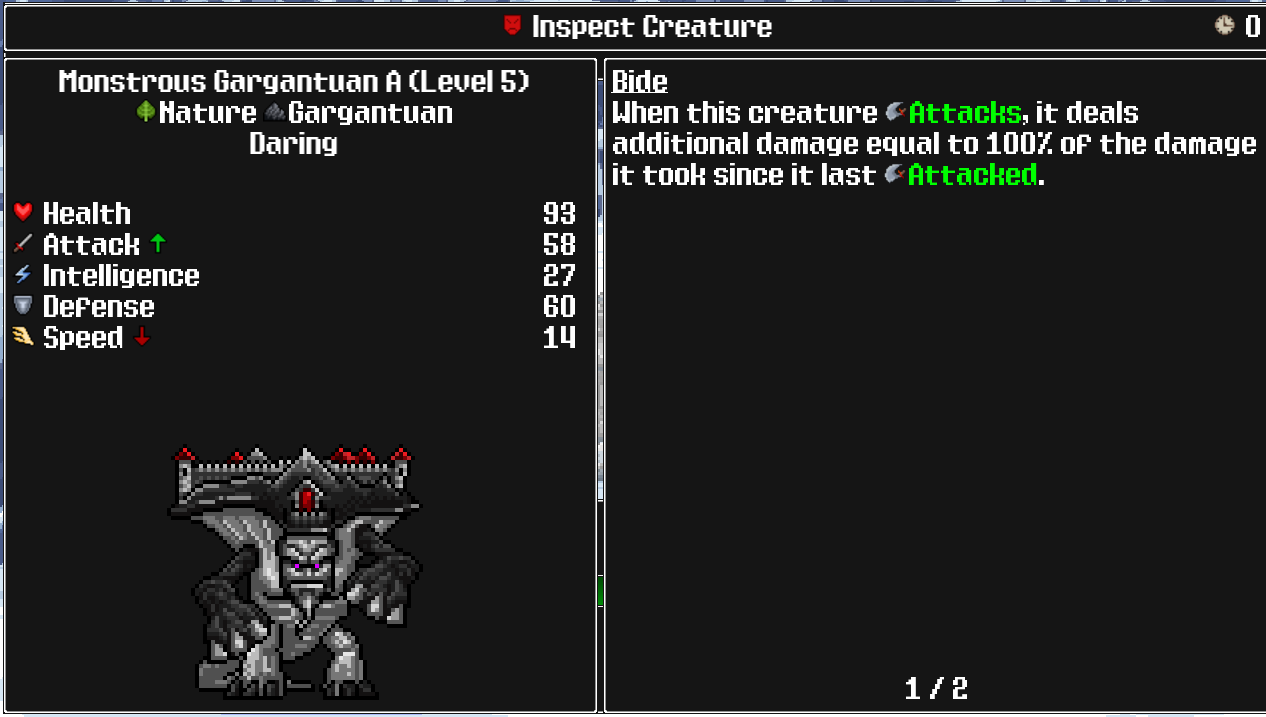 Inspect Creature
0
Monstrous Gargantuan A (Level 5)
Nature Gargantuan
Daring
Health 93
Attack 58
Intelligence 27
Defense 60
Speed 14
Bide
When this creature Attacks, it deals
additional damage equal to 100% of the damage
it took since it last Attacked.
1 / 2